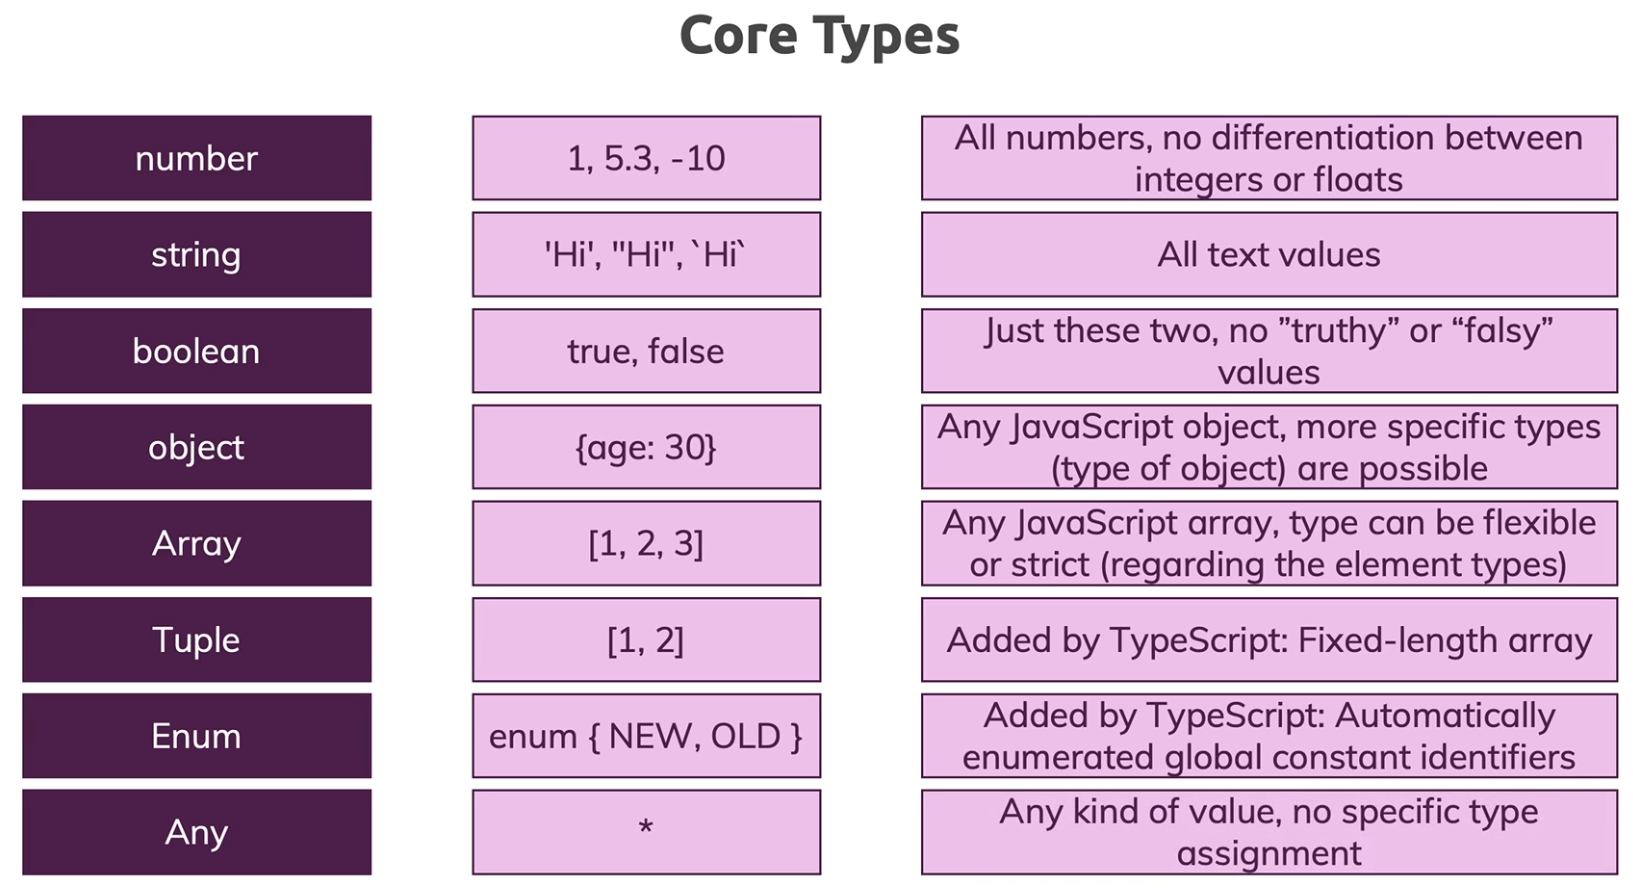 Core Types
number
1, 5.3, -10
All numbers, no differentiation between
integers or floats
string
'Hi', "Hi", `Hi`
All text values
boolean
true, false
Just these two, no ”truthy” or “falsy”
values
object
{age: 30}
Any JavaScript object, more specific types
(type of object) are possible
Array
[1, 2, 3]
Any JavaScript array, type can be flexible
or strict (regarding the element types)
Tuple
[1, 2]
Added by TypeScript: Fixed-length array
Enum
enum { NEW, OLD }
Added by TypeScript: Automatically
enumerated global constant identifiers
Any
*
Any kind of value, no specific type
assignment